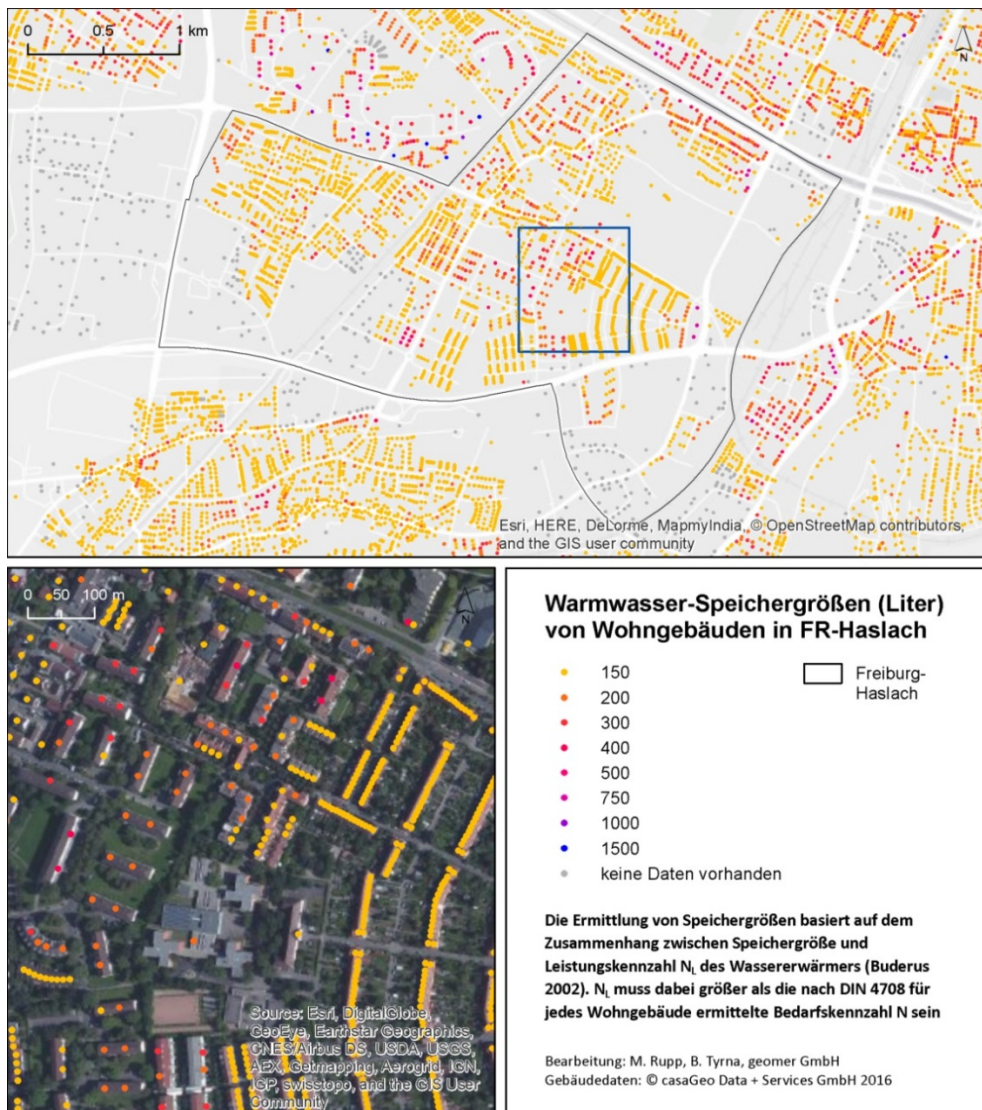 0 0.5 1 km
N
Esri, HERE, DeLorme, MapmyIndia, © OpenStreetMap contributors,
and the GIS user community
0 50 100 m
N
Source: Esri, DigitalGlobe,
GeoEye, Earthstar Geographics,
CNES/Airbus DS, USDA, USGS,
AEX, Getmapping, Aerogrid, IGN,
IGP, swisstopo, and the GIS User
Community
Warmwasser-Speichergrößen (Liter)
von Wohngebäuden in FR-Haslach
150
200
300
400
500
750
1000
1500
keine Daten vorhanden
Freiburg-
Haslach
Die Ermittlung von Speichergrößen basiert auf dem
Zusammenhang zwischen Speichergröße und
Leistungskennzahl N_L des Wassererwärmers (Buderus
2002). N_L muss dabei größer als die nach DIN 4708 für
jedes Wohngebäude ermittelte Bedarfskennzahl N sein
Bearbeitung: M. Rupp, B. Tyrna, geomer GmbH
Gebäudedaten: © casaGeo Data + Services GmbH 2016